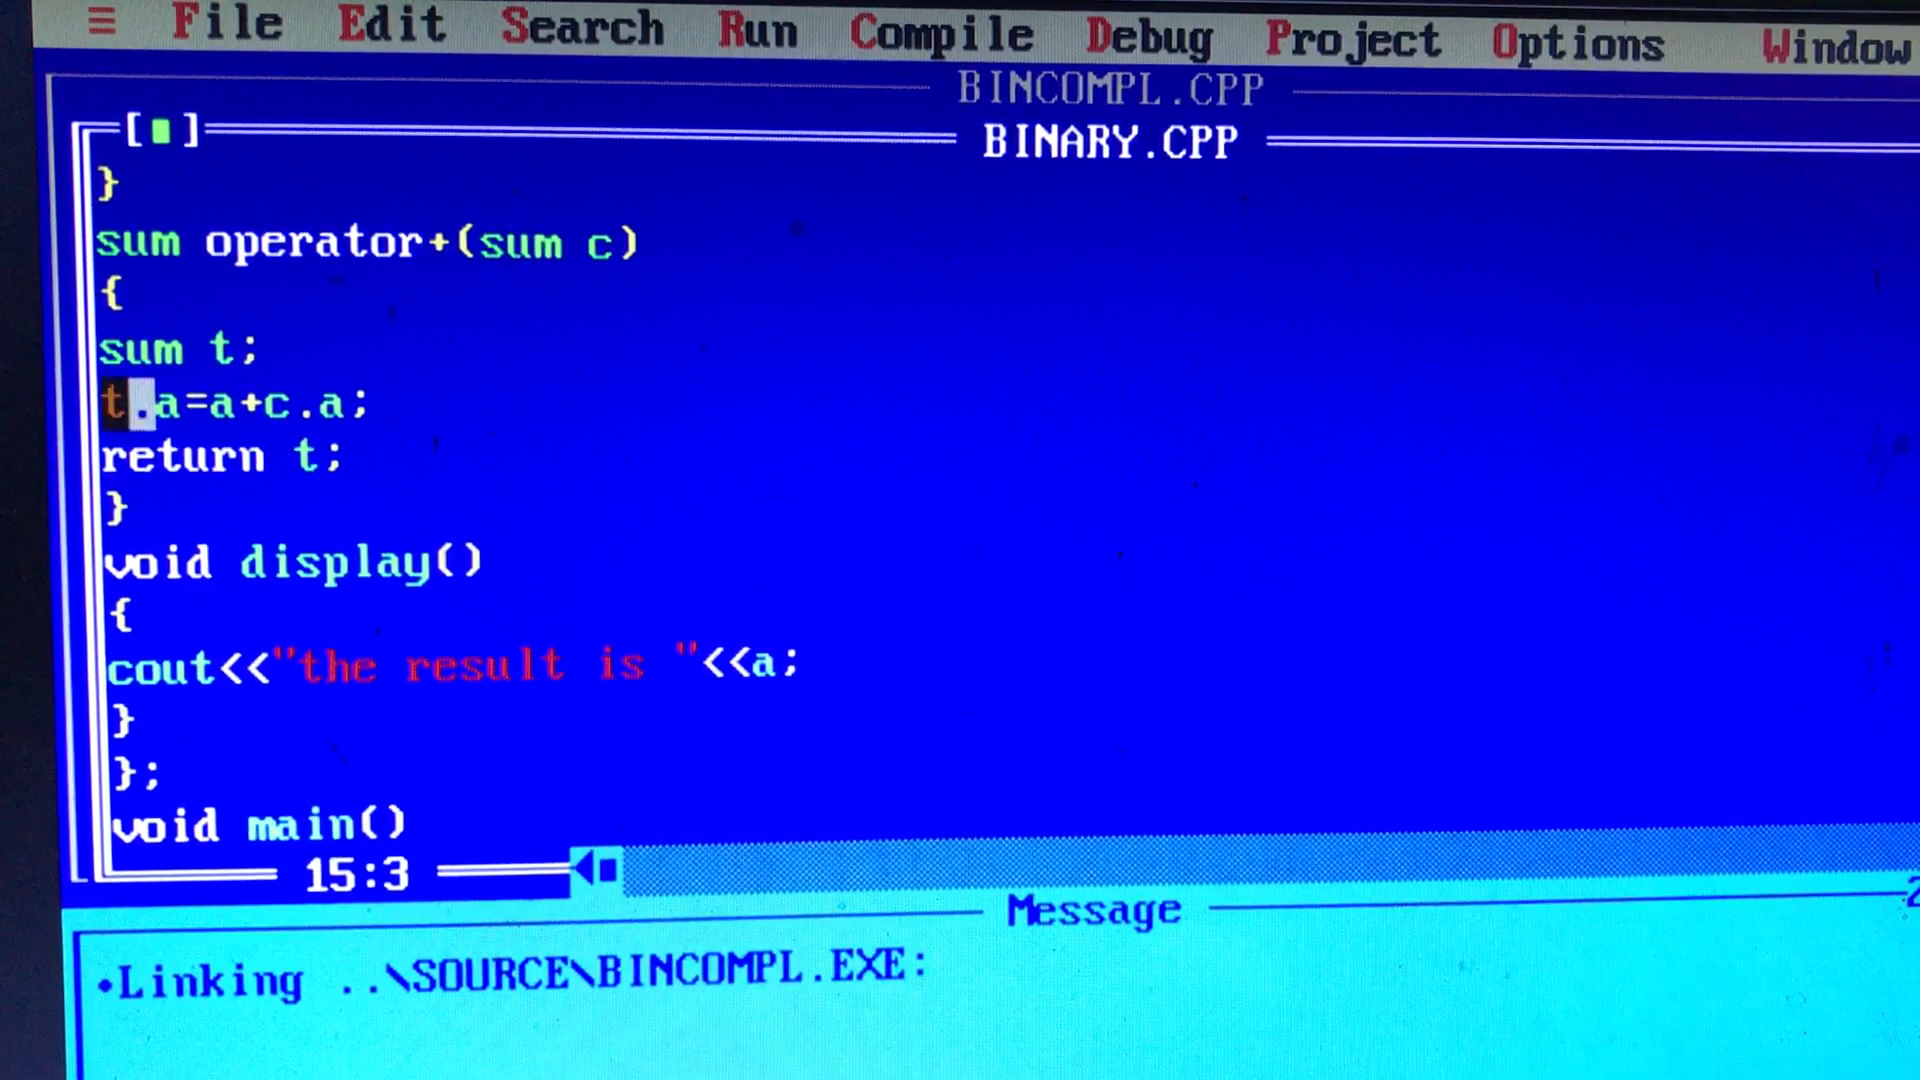 ≡ File Edit Search Run Compile Debug Project Options Window
BINCOMPL.CPP
[■] BINARY.CPP
}
sum operator+(sum c)
{
sum t;
t.a=a+c.a;
return t;
}
void display()
{
cout<<"the result is "<<a;
}
};
void main()
15:3
Message
•Linking ..\SOURCE\BINCOMPL.EXE: